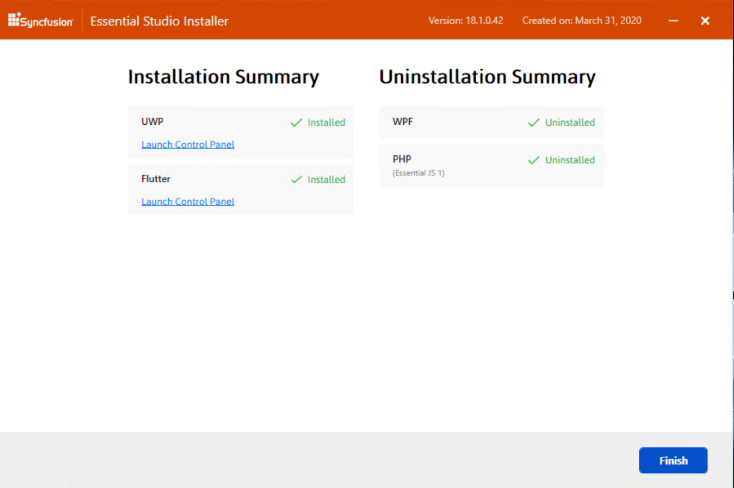 Syncfusion Essential Studio Installer Version: 18.1.0.42 Created on: March 31, 2020
Installation Summary
UWP Installed
Launch Control Panel
Flutter Installed
Launch Control Panel
Uninstallation Summary
WPF Uninstalled
PHP Uninstalled
(Essential JS 1)
Finish